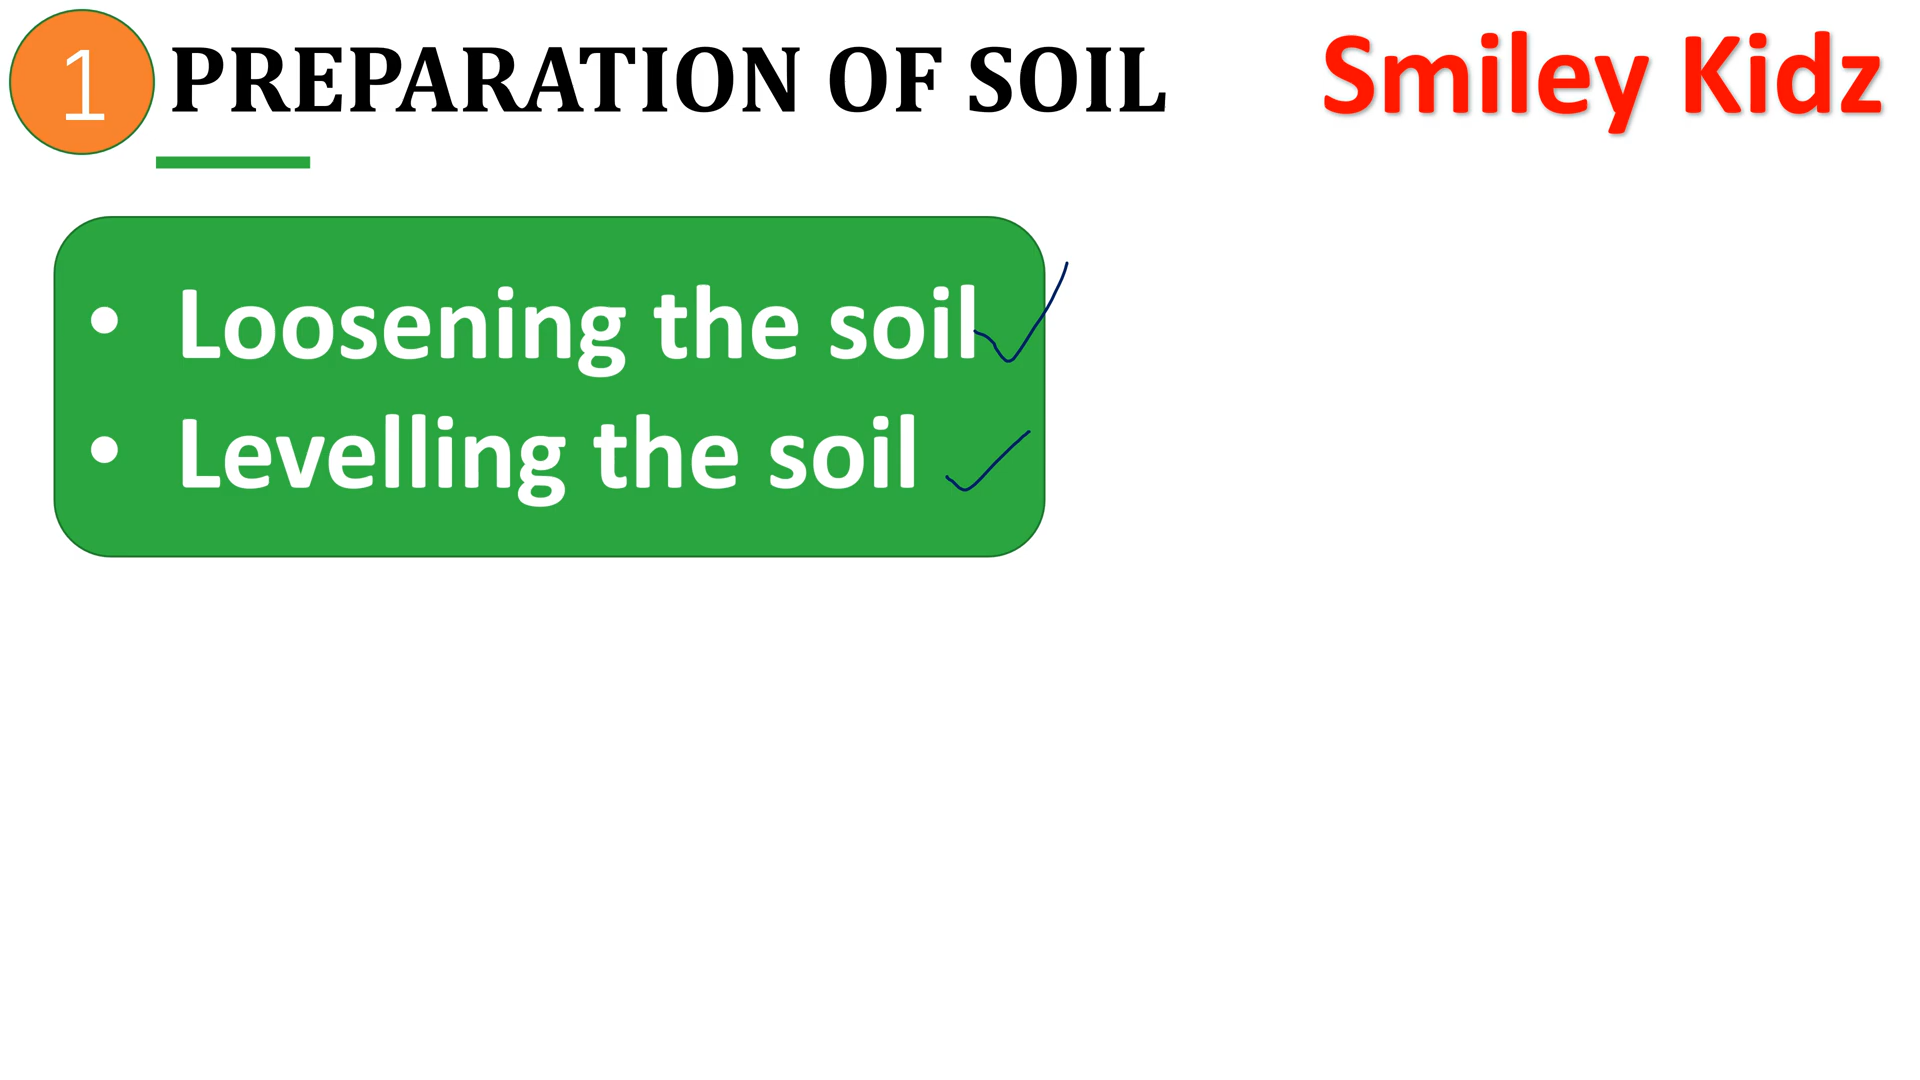 1 PREPARATION OF SOIL
Smiley Kidz
• Loosening the soil
• Levelling the soil